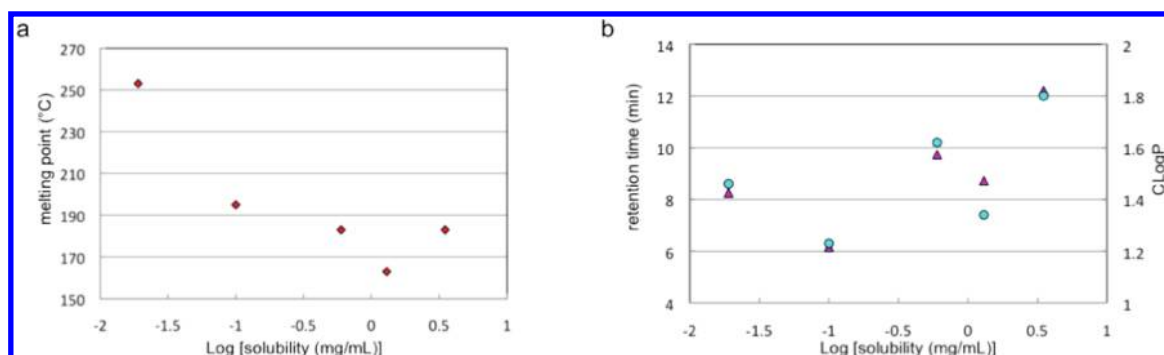 a
270
250
230
210
190
170
150
melting point (°C)
-2 -1.5 -1 -0.5 0 0.5 1
Log [solubility (mg/mL)]
b
14
12
10
8
6
4
retention time (min)
2
1.8
1.6
1.4
1.2
1
CLogP
-2 -1.5 -1 -0.5 0 0.5 1
Log [solubility (mg/mL)]